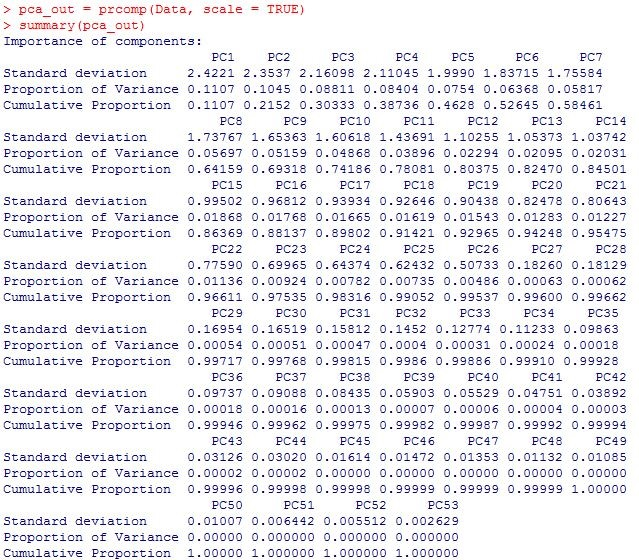 > pca_out = prcomp(Data, scale = TRUE)
> summary(pca_out)
Importance of components:
PC1 PC2 PC3 PC4 PC5 PC6 PC7
Standard deviation 2.4221 2.3537 2.16098 2.11045 1.9990 1.83715 1.75584
Proportion of Variance 0.1107 0.1045 0.08811 0.08404 0.0754 0.06368 0.05817
Cumulative Proportion 0.1107 0.2152 0.30333 0.38736 0.4628 0.52645 0.58461
PC8 PC9 PC10 PC11 PC12 PC13 PC14
Standard deviation 1.73767 1.65363 1.60618 1.43691 1.10255 1.05373 1.03742
Proportion of Variance 0.05697 0.05159 0.04868 0.03896 0.02294 0.02095 0.02031
Cumulative Proportion 0.64159 0.69318 0.74186 0.78081 0.80375 0.82470 0.84501
PC15 PC16 PC17 PC18 PC19 PC20 PC21
Standard deviation 0.99502 0.96812 0.93934 0.92646 0.90438 0.82478 0.80643
Proportion of Variance 0.01868 0.01768 0.01665 0.01619 0.01543 0.01283 0.01227
Cumulative Proportion 0.86369 0.88137 0.89802 0.91421 0.92965 0.94248 0.95475
PC22 PC23 PC24 PC25 PC26 PC27 PC28
Standard deviation 0.77590 0.69965 0.64374 0.62432 0.50733 0.18260 0.18129
Proportion of Variance 0.01136 0.00924 0.00782 0.00735 0.00486 0.00063 0.00062
Cumulative Proportion 0.96611 0.97535 0.98316 0.99052 0.99537 0.99600 0.99662
PC29 PC30 PC31 PC32 PC33 PC34 PC35
Standard deviation 0.16954 0.16519 0.15812 0.1452 0.12774 0.11233 0.09863
Proportion of Variance 0.00054 0.00051 0.00047 0.0004 0.00031 0.00024 0.00018
Cumulative Proportion 0.99717 0.99768 0.99815 0.9986 0.99886 0.99910 0.99928
PC36 PC37 PC38 PC39 PC40 PC41 PC42
Standard deviation 0.09737 0.09088 0.08435 0.05903 0.05529 0.04751 0.03892
Proportion of Variance 0.00018 0.00016 0.00013 0.00007 0.00006 0.00004 0.00003
Cumulative Proportion 0.99946 0.99962 0.99975 0.99982 0.99987 0.99992 0.99994
PC43 PC44 PC45 PC46 PC47 PC48 PC49
Standard deviation 0.03126 0.03020 0.01614 0.01472 0.01353 0.01132 0.01085
Proportion of Variance 0.00002 0.00002 0.00000 0.00000 0.00000 0.00000 0.00000
Cumulative Proportion 0.99996 0.99998 0.99998 0.99999 0.99999 0.99999 1.00000
PC50 PC51 PC52 PC53
Standard deviation 0.01007 0.006442 0.005512 0.002629
Proportion of Variance 0.00000 0.000000 0.000000 0.000000
Cumulative Proportion 1.00000 1.000000 1.000000 1.000000